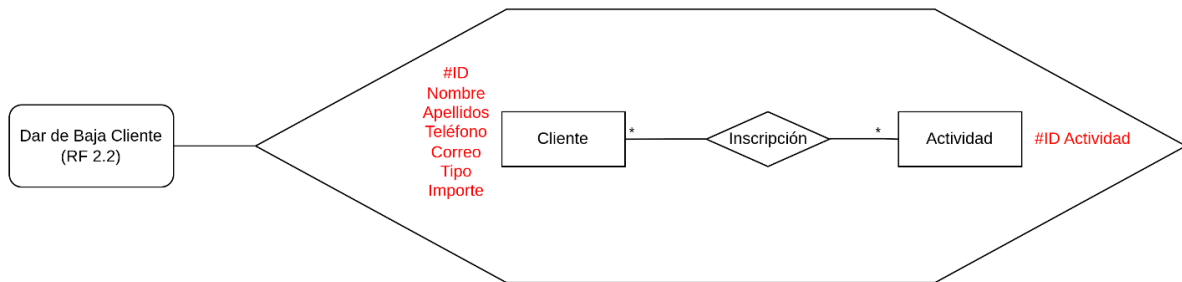 Dar de Baja Cliente
(RF 2.2)
#ID
Nombre
Apellidos
Teléfono
Correo
Tipo
Importe
Cliente
*
Inscripción
*
Actividad
#ID Actividad